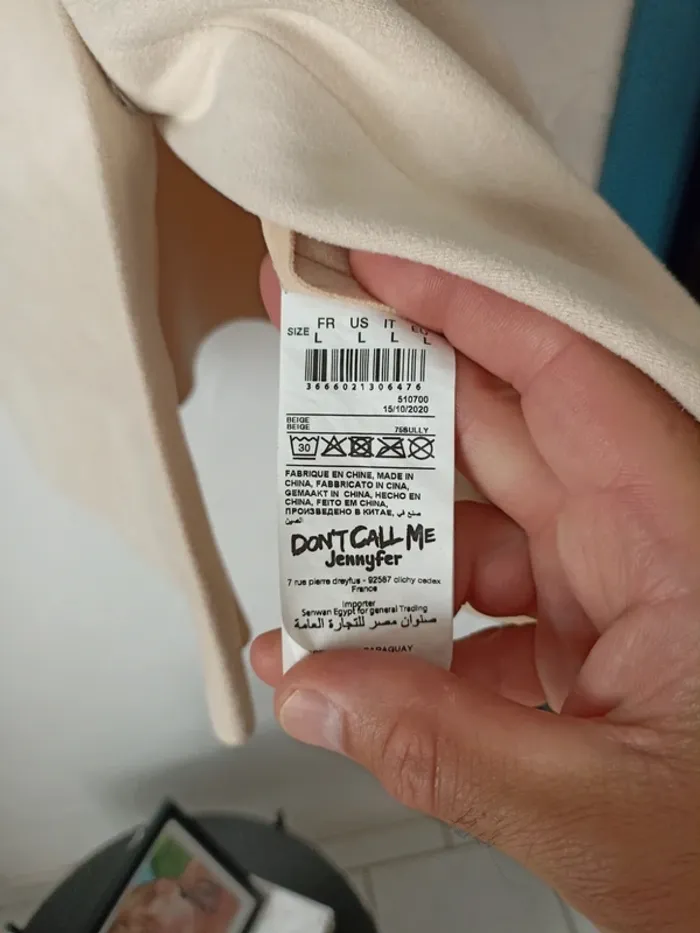 SIZE FR US IT
L L L L
3666021306476
510700
15/10/2020
BEIGE
BEIGE 75BULLY
30
FABRIQUE EN CHINE, MADE IN
CHINA, FABBRICATO IN CINA,
GEMAAKT IN CHINA, HECHO EN
CHINA, FEITO EM CHINA,
ПРОИЗВЕДЕНО В КИТАЕ, صنع في
الصين
DON'T CALL ME
Jennyfer
7 rue pierre dreyfus - 92587 clichy cedex
France
Importer
Senwan Egypt for general Trading
صنوان مصر للتجارة العامة
PARAGUAY